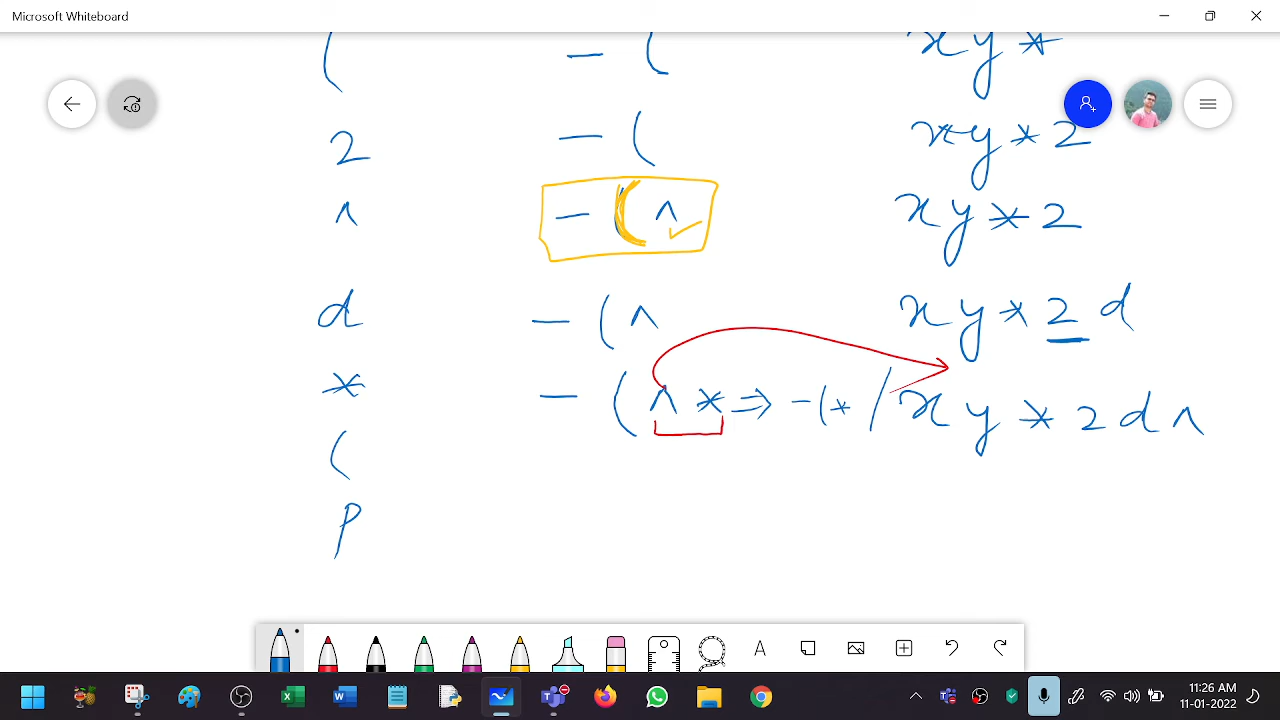 Microsoft Whiteboard
( - ( xy*
2 - ( xy*2
^ - ( ^ xy*2
d - ( ^ xy*2d
* - ( ^ * ⇒ -(* / xy*2d^
(
P
A
11:26 AM
11-01-2022